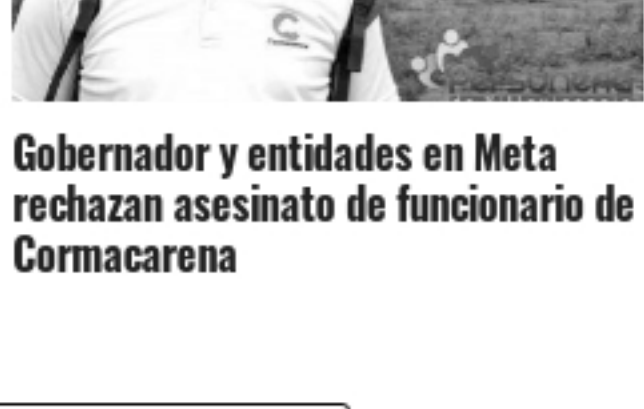 Gobernador y entidades en Meta
rechazan asesinato de funcionario de
Cormacarena